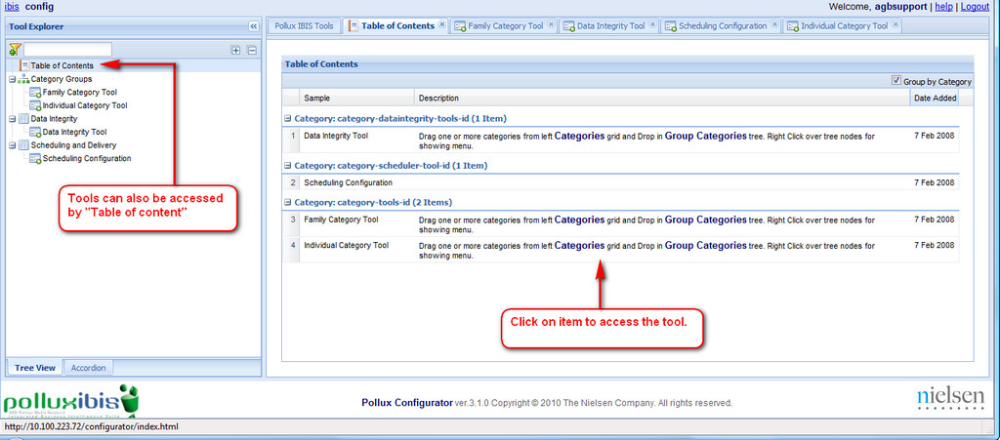 ibis config
Welcome, agbsupport | help | Logout
Tool Explorer
Pollux IBIS Tools
Table of Contents
Family Category Tool
Data Integrity Tool
Scheduling Configuration
Individual Category Tool
Table of Contents
Category Groups
Family Category Tool
Individual Category Tool
Data Integrity
Data Integrity Tool
Scheduling and Delivery
Scheduling Configuration
Tools can also be accessed
by "Table of content"
Tree View
Accordion
Table of Contents
Group by Category
Sample Description Date Added
Category: category-dataintegrity-tools-id (1 Item)
1 Data Integrity Tool Drag one or more categories from left Categories grid and Drop in Group Categories tree. Right Click over tree nodes for 7 Feb 2008
showing menu.
Category: category-scheduler-tool-id (1 Item)
2 Scheduling Configuration 7 Feb 2008
Category: category-tools-id (2 Items)
3 Family Category Tool Drag one or more categories from left Categories grid and Drop in Group Categories tree. Right Click over tree nodes for 7 Feb 2008
showing menu.
4 Individual Category Tool Drag one or more categories from left Categories grid and Drop in Group Categories tree. Right Click over tree nodes for 7 Feb 2008
showing menu.
Click on item to access the tool.
polluxibis
Pollux Configurator ver.3.1.0 Copyright © 2010 The Nielsen Company. All rights reserved.
nielsen
http://10.100.223.72/configurator/index.html